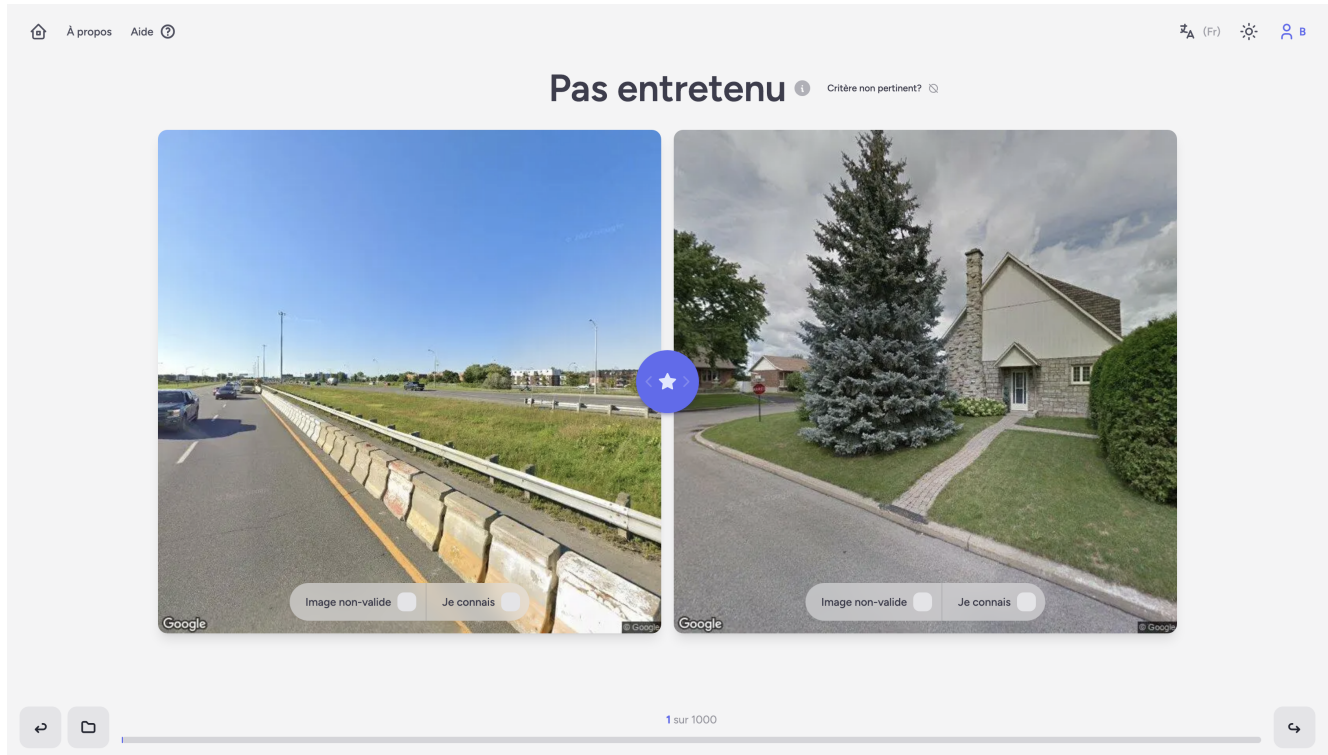 À propos
Aide ?
(Fr)
B
Pas entretenu
Critère non pertinent?
Image non-valide
Je connais
Google
© Google
Image non-valide
Je connais
Google
© Google
1 sur 1000